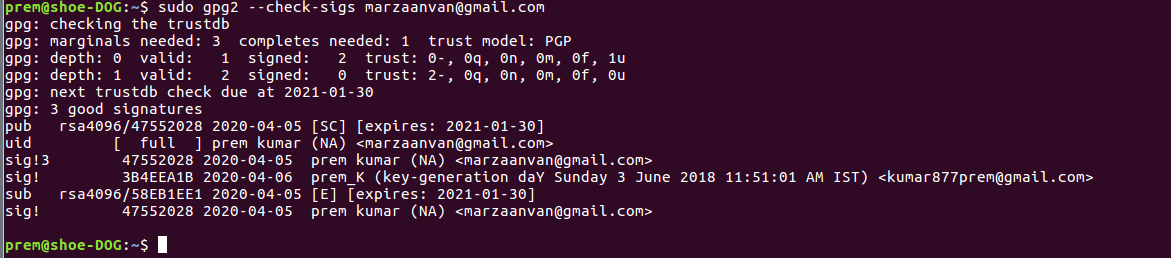 prem@shoe-DOG:~$ sudo gpg2 --check-sigs marzaanvan@gmail.com
gpg: checking the trustdb
gpg: marginals needed: 3  completes needed: 1  trust model: PGP
gpg: depth: 0  valid:   1  signed:   2  trust: 0-, 0q, 0n, 0m, 0f, 1u
gpg: depth: 1  valid:   2  signed:   0  trust: 2-, 0q, 0n, 0m, 0f, 0u
gpg: next trustdb check due at 2021-01-30
gpg: 3 good signatures
pub   rsa4096/47552028 2020-04-05 [SC] [expires: 2021-01-30]
uid         [  full  ] prem kumar (NA) <marzaanvan@gmail.com>
sig!3        47552028 2020-04-05  prem kumar (NA) <marzaanvan@gmail.com>
sig!         3B4EEA1B 2020-04-06  prem_K (key-generation daY Sunday 3 June 2018 11:51:01 AM IST) <kumar877prem@gmail.com>
sub   rsa4096/58EB1EE1 2020-04-05 [E] [expires: 2021-01-30]
sig!         47552028 2020-04-05  prem kumar (NA) <marzaanvan@gmail.com>
prem@shoe-DOG:~$